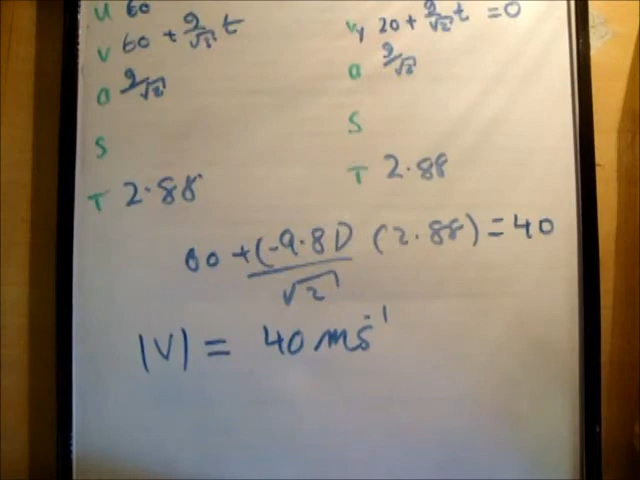 U 60
V 60 + g/√2 t
a g/√2
S
T 2.88
Vy 20 + g/√2 t = 0
a g/√2
S
T 2.88
60 + (-9.81)/√2 (2.88) = 40
|V| = 40 ms⁻¹